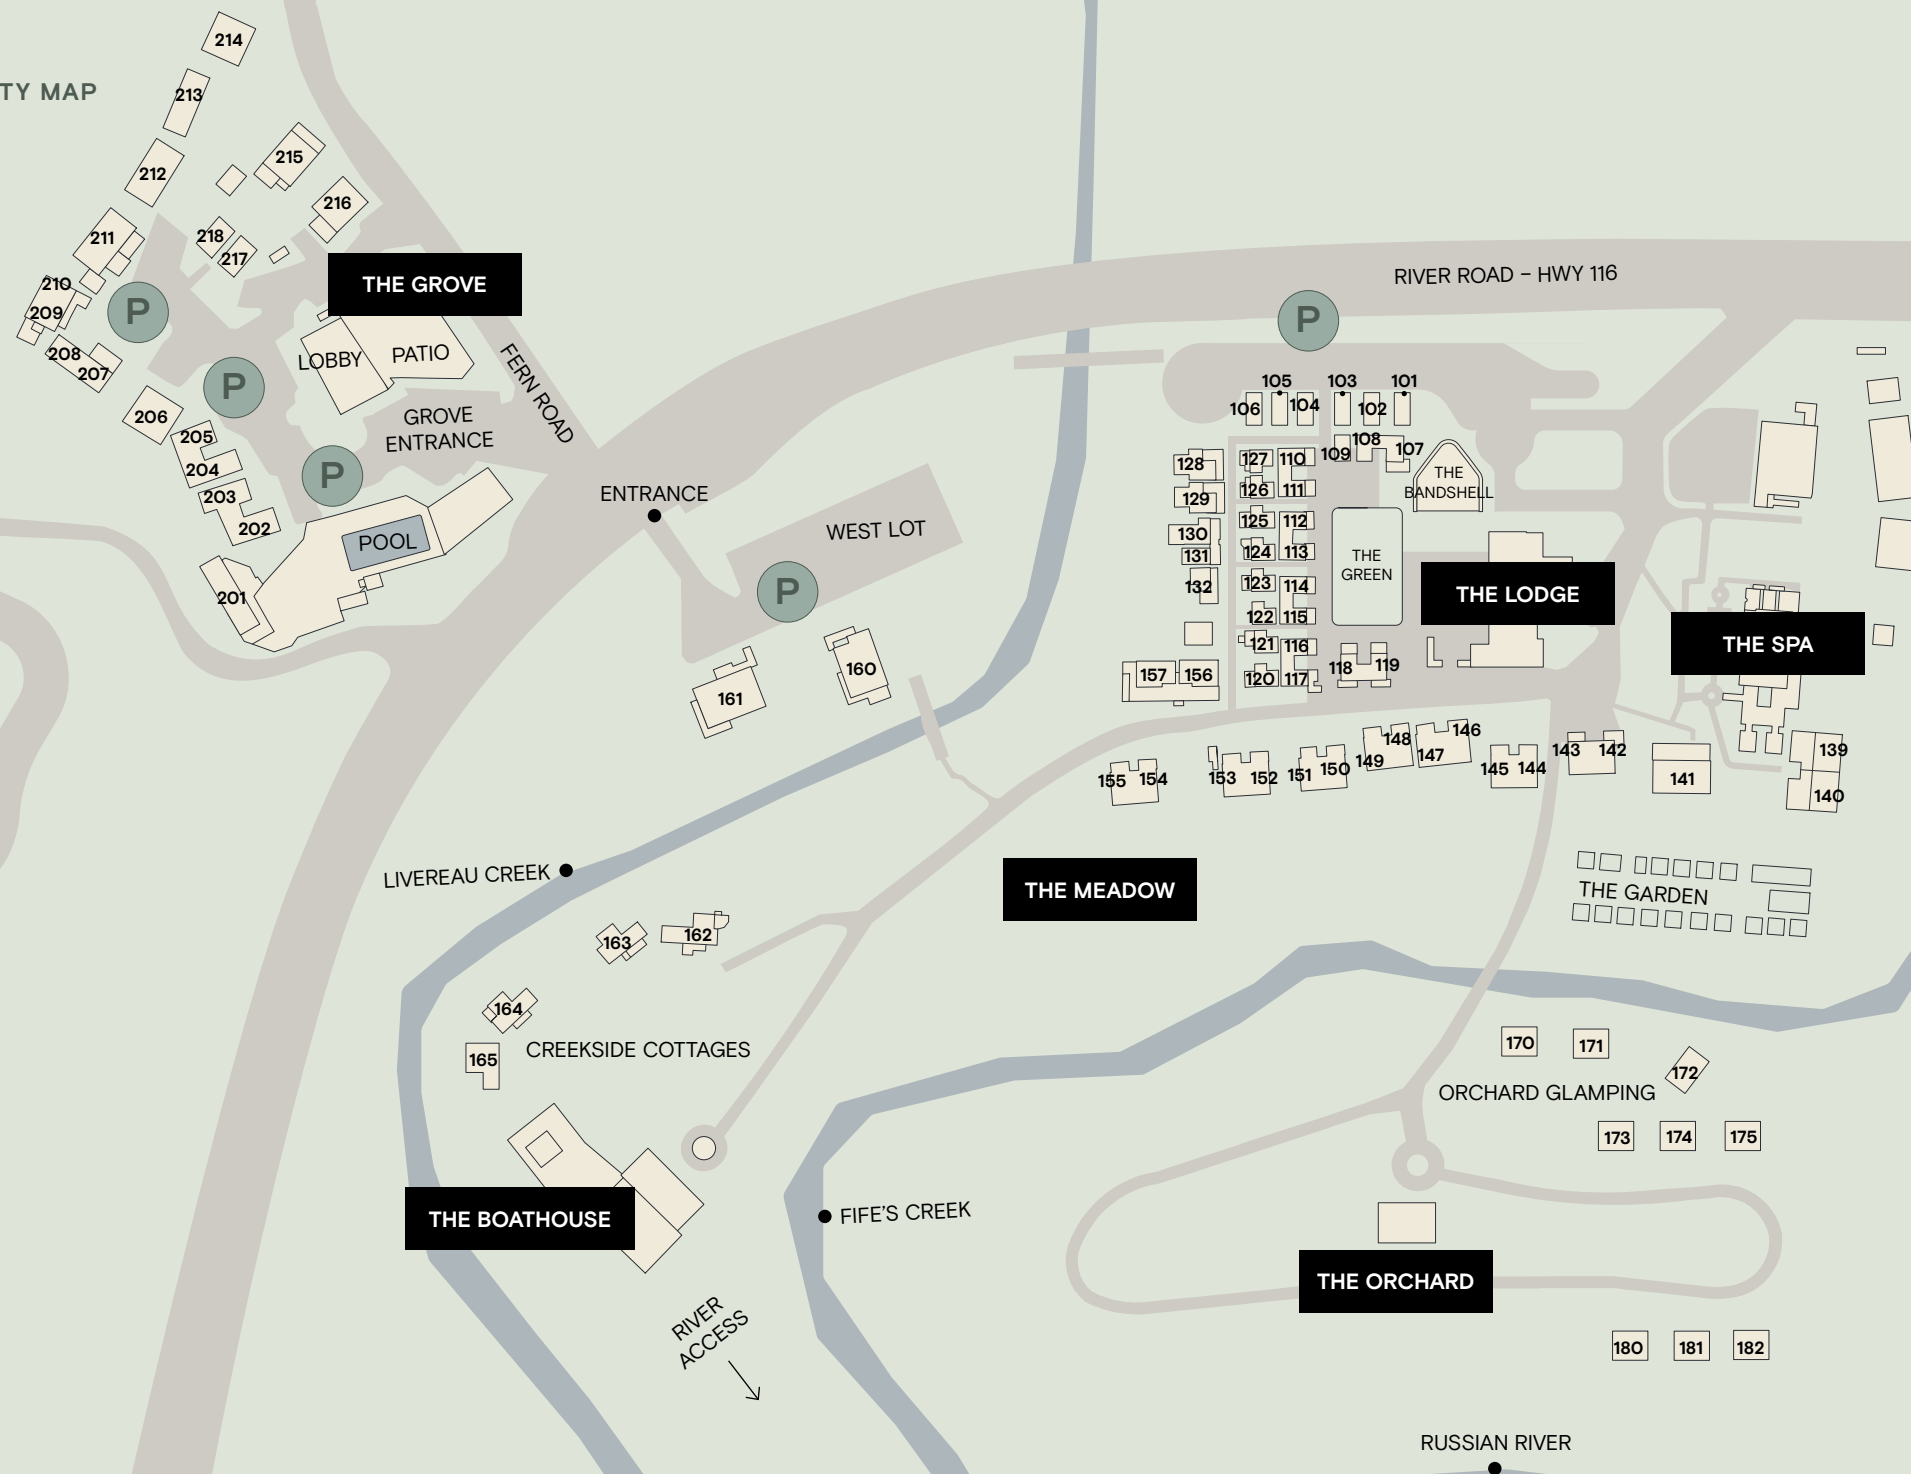 TY MAP
214
213
212
215
216
211
218
217
210
209
P
208
207
THE GROVE
LOBBY
PATIO
P
206
205
204
203
202
201
P
GROVE
ENTRANCE
FERN ROAD
POOL
ENTRANCE
WEST LOT
P
160
161
RIVER ROAD – HWY 116
P
105
103
101
106
104
102
109
108
107
128
127
110
129
126
111
130
125
112
131
124
113
132
123
114
122
115
121
116
157
156
120
117
118
119
THE
BANDSHELL
THE
GREEN
THE LODGE
THE SPA
155
154
153
152
151
150
149
148
147
146
145
144
143
142
141
139
140
LIVEREAU CREEK
THE MEADOW
THE GARDEN
163
162
164
165
CREEKSIDE COTTAGES
170
171
172
ORCHARD GLAMPING
173
174
175
THE BOATHOUSE
FIFE'S CREEK
THE ORCHARD
RIVER
ACCESS
180
181
182
RUSSIAN RIVER